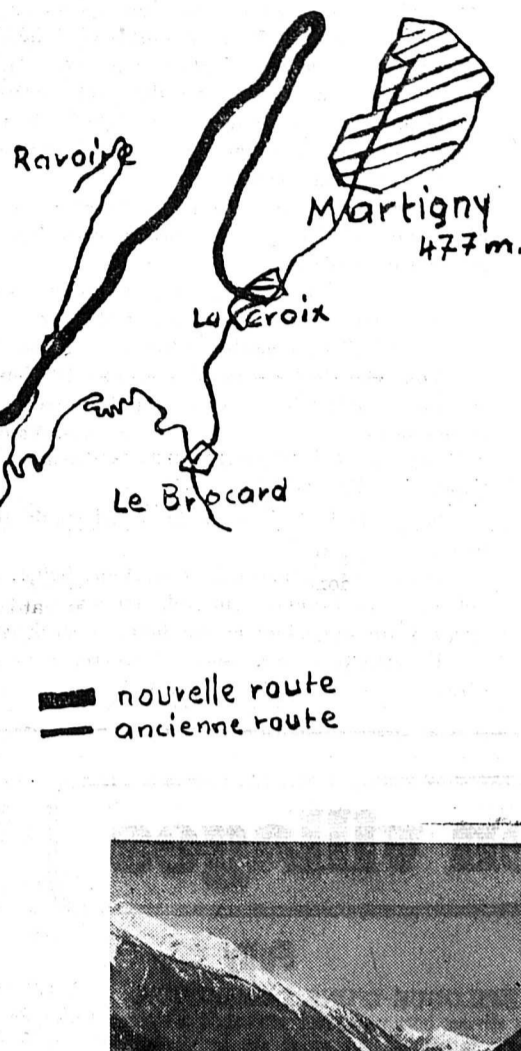 Ravoire
Martigny
477 m.
La Croix
Le Brocard
nouvelle route
ancienne route